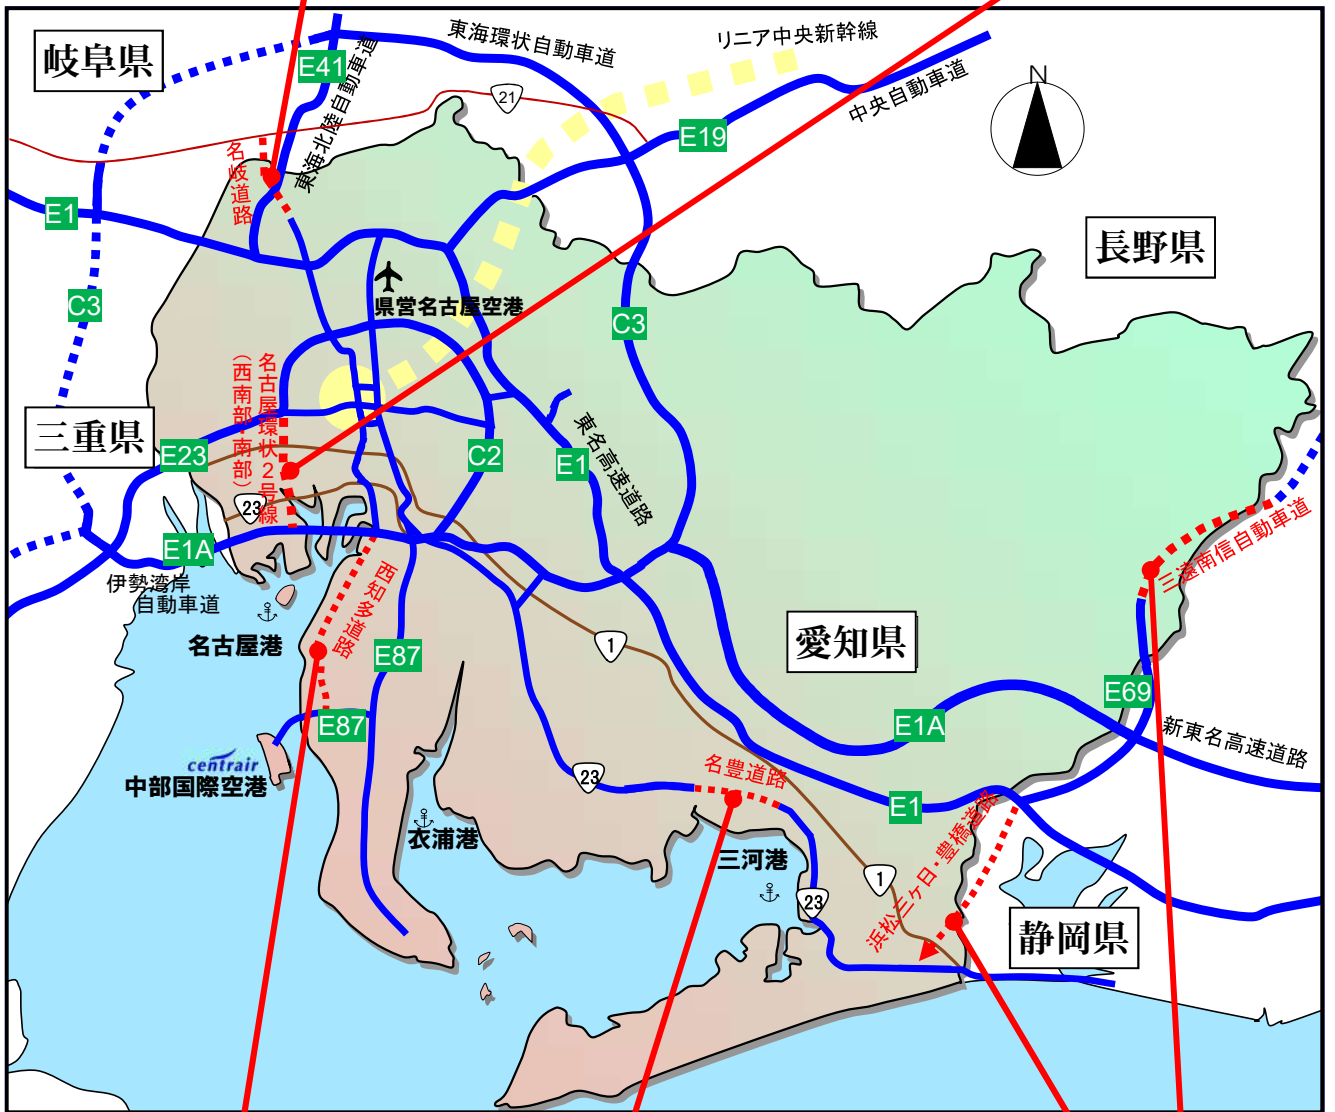 岐阜県
E41
東海北陸自動車道
東海環状自動車道
リニア中央新幹線
中央自動車道
N
21
E19
名岐道路
E1
長野県
C3
県営名古屋空港
C3
名古屋環状2号線
（西南部・南部）
三重県
E23
C2
E1
東名高速道路
23
E1A
伊勢湾岸
自動車道
三遠南信自動車道
西知多道路
名古屋港
1
愛知県
E87
E69
E87
E1A
新東名高速道路
centrair
中部国際空港
23
名豊道路
E1
衣浦港
三河港
浜松三ヶ日・豊橋道路
1
23
静岡県